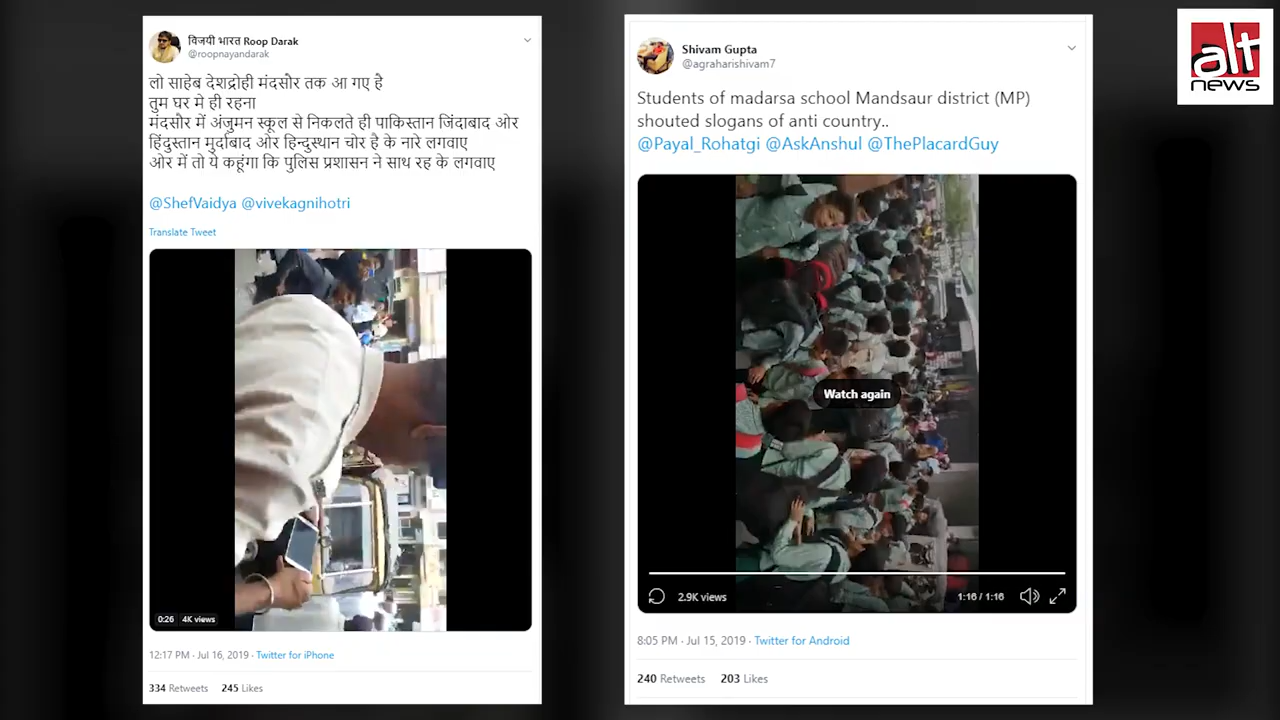 विजयी भारत Roop Darak
@roopnayandarak
लो साहेब देशद्रोही मंदसौर तक आ गए है
तुम घर मे ही रहना
मंदसौर में अंजुमन स्कूल से निकलते ही पाकिस्तान जिंदाबाद ओर
हिंदुस्तान मुर्दाबाद ओर हिन्दुस्थान चोर है के नारे लगवाए
ओर में तो ये कहूंगा कि पुलिस प्रशासन ने साथ रह के लगवाए
@ShefVaidya @vivekagnihotri
Translate Tweet
0:26 4K views
12:17 PM · Jul 16, 2019 · Twitter for iPhone
334 Retweets 245 Likes
Shivam Gupta
@agraharishivam7
Students of madarsa school Mandsaur district (MP)
shouted slogans of anti country..
@Payal_Rohatgi @AskAnshul @ThePlacardGuy
Watch again
2.9K views 1:16 / 1:16
8:05 PM · Jul 15, 2019 · Twitter for Android
240 Retweets 203 Likes
alt
news